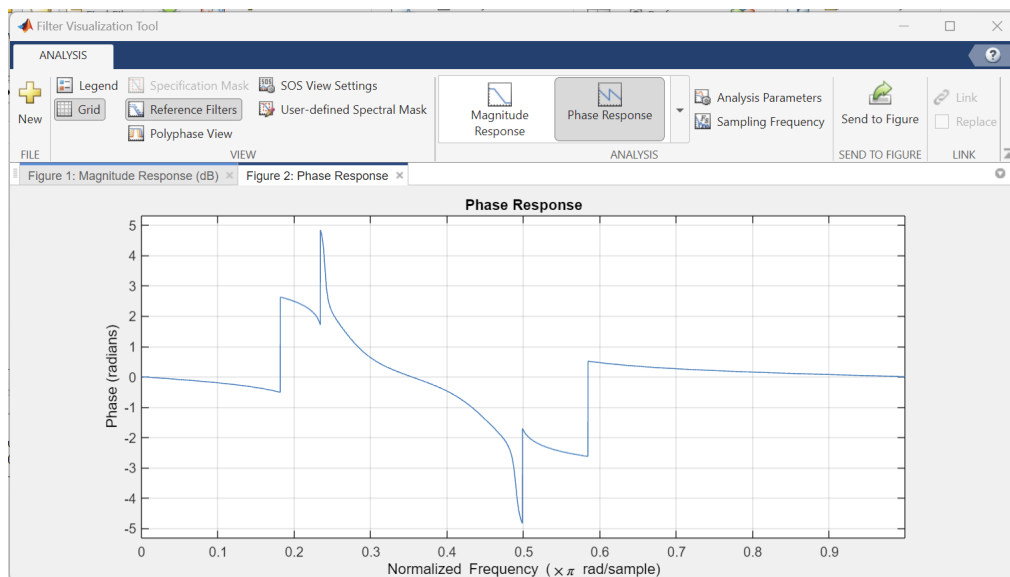 Filter Visualization Tool
ANALYSIS
New
Legend
Grid
Specification Mask
Reference Filters
Polyphase View
SOS View Settings
User-defined Spectral Mask
Magnitude
Response
Phase Response
Analysis Parameters
Sampling Frequency
Send to Figure
Link
Replace
FILE
VIEW
ANALYSIS
SEND TO FIGURE
LINK
Figure 1: Magnitude Response (dB)
Figure 2: Phase Response
Phase Response
Phase (radians)
5
4
3
2
1
0
-1
-2
-3
-4
-5
0 0.1 0.2 0.3 0.4 0.5 0.6 0.7 0.8 0.9
Normalized Frequency (×π rad/sample)